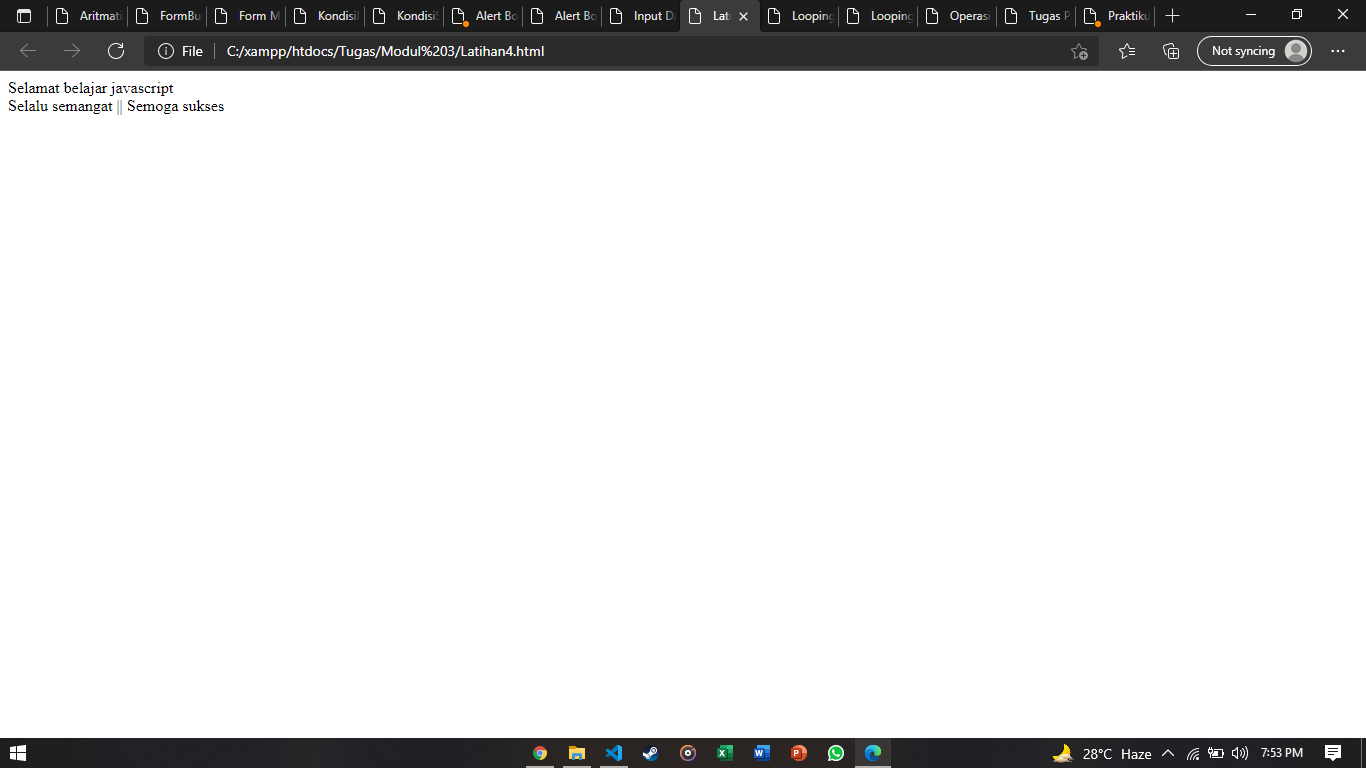 Aritmati FormBu Form M Kondisi KondisiS Alert Bo Alert Bo Input D Lati Looping Looping Operasi Tugas P Praktiku
File C:/xampp/htdocs/Tugas/Modul%203/Latihan4.html Not syncing
Selamat belajar javascript
Selalu semangat || Semoga sukses
28°C Haze 7:53 PM